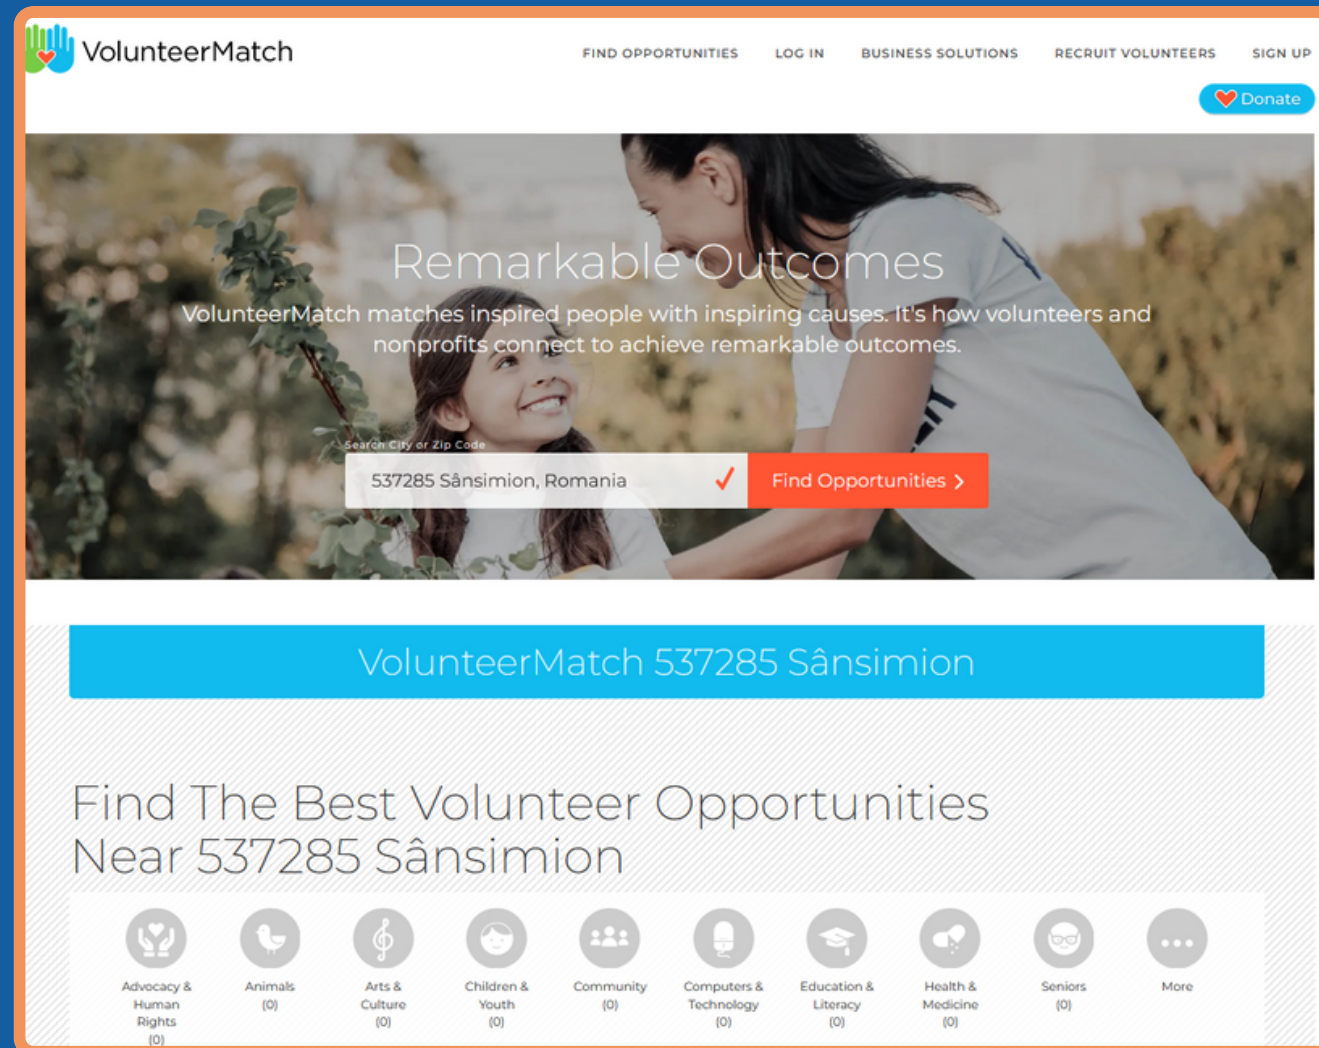 VolunteerMatch
FIND OPPORTUNITIES LOG IN BUSINESS SOLUTIONS RECRUIT VOLUNTEERS SIGN UP
Donate
Remarkable Outcomes
VolunteerMatch matches inspired people with inspiring causes. It's how volunteers and
nonprofits connect to achieve remarkable outcomes.
Search City or Zip Code
537285 Sânsimion, Romania
Find Opportunities
VolunteerMatch 537285 Sânsimion
Find The Best Volunteer Opportunities
Near 537285 Sânsimion
Advocacy &
Human
Rights
(0)
Animals
(0)
Arts &
Culture
(0)
Children &
Youth
(0)
Community
(0)
Computers &
Technology
(0)
Education &
Literacy
(0)
Health &
Medicine
(0)
Seniors
(0)
More